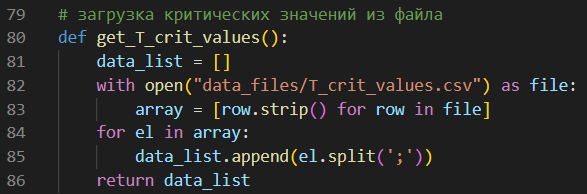 79 # загрузка критических значений из файла
80 def get_T_crit_values():
81     data_list = []
82     with open("data_files/T_crit_values.csv") as file:
83         array = [row.strip() for row in file]
84     for el in array:
85         data_list.append(el.split(';'))
86     return data_list